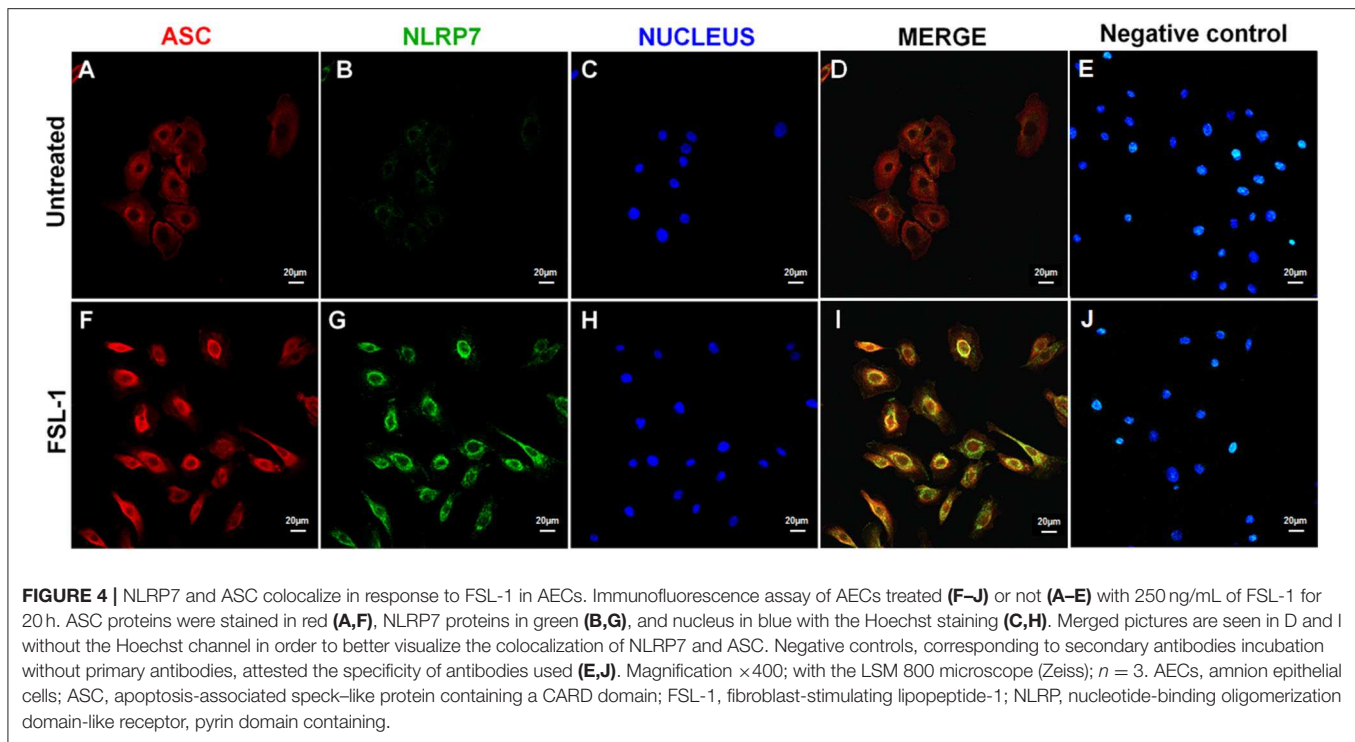 ASC NLRP7 NUCLEUS MERGE Negative control
Untreated
A B C D E
20μm 20μm 20μm 20μm 20μm
FSL-1
F G H I J
20μm 20μm 20μm 20μm 20μm
FIGURE 4 | NLRP7 and ASC colocalize in response to FSL-1 in AECs. Immunofluorescence assay of AECs treated (F–J) or not (A–E) with 250 ng/mL of FSL-1 for
20 h. ASC proteins were stained in red (A,F), NLRP7 proteins in green (B,G), and nucleus in blue with the Hoechst staining (C,H). Merged pictures are seen in D and I
without the Hoechst channel in order to better visualize the colocalization of NLRP7 and ASC. Negative controls, corresponding to secondary antibodies incubation
without primary antibodies, attested the specificity of antibodies used (E,J). Magnification ×400; with the LSM 800 microscope (Zeiss); n = 3. AECs, amnion epithelial
cells; ASC, apoptosis-associated speck–like protein containing a CARD domain; FSL-1, fibroblast-stimulating lipopeptide-1; NLRP, nucleotide-binding oligomerization
domain-like receptor, pyrin domain containing.